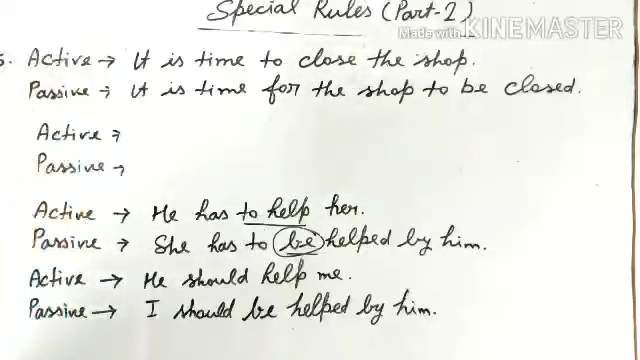 Special Rules (Part-2)
Made with KINEMASTER
5. Active → It is time to close the shop.
Passive → It is time for the shop to be closed.
Active →
Passive →
Active → He has to help her.
Passive → She has to be helped by him.
Active → He should help me.
Passive → I should be helped by him.